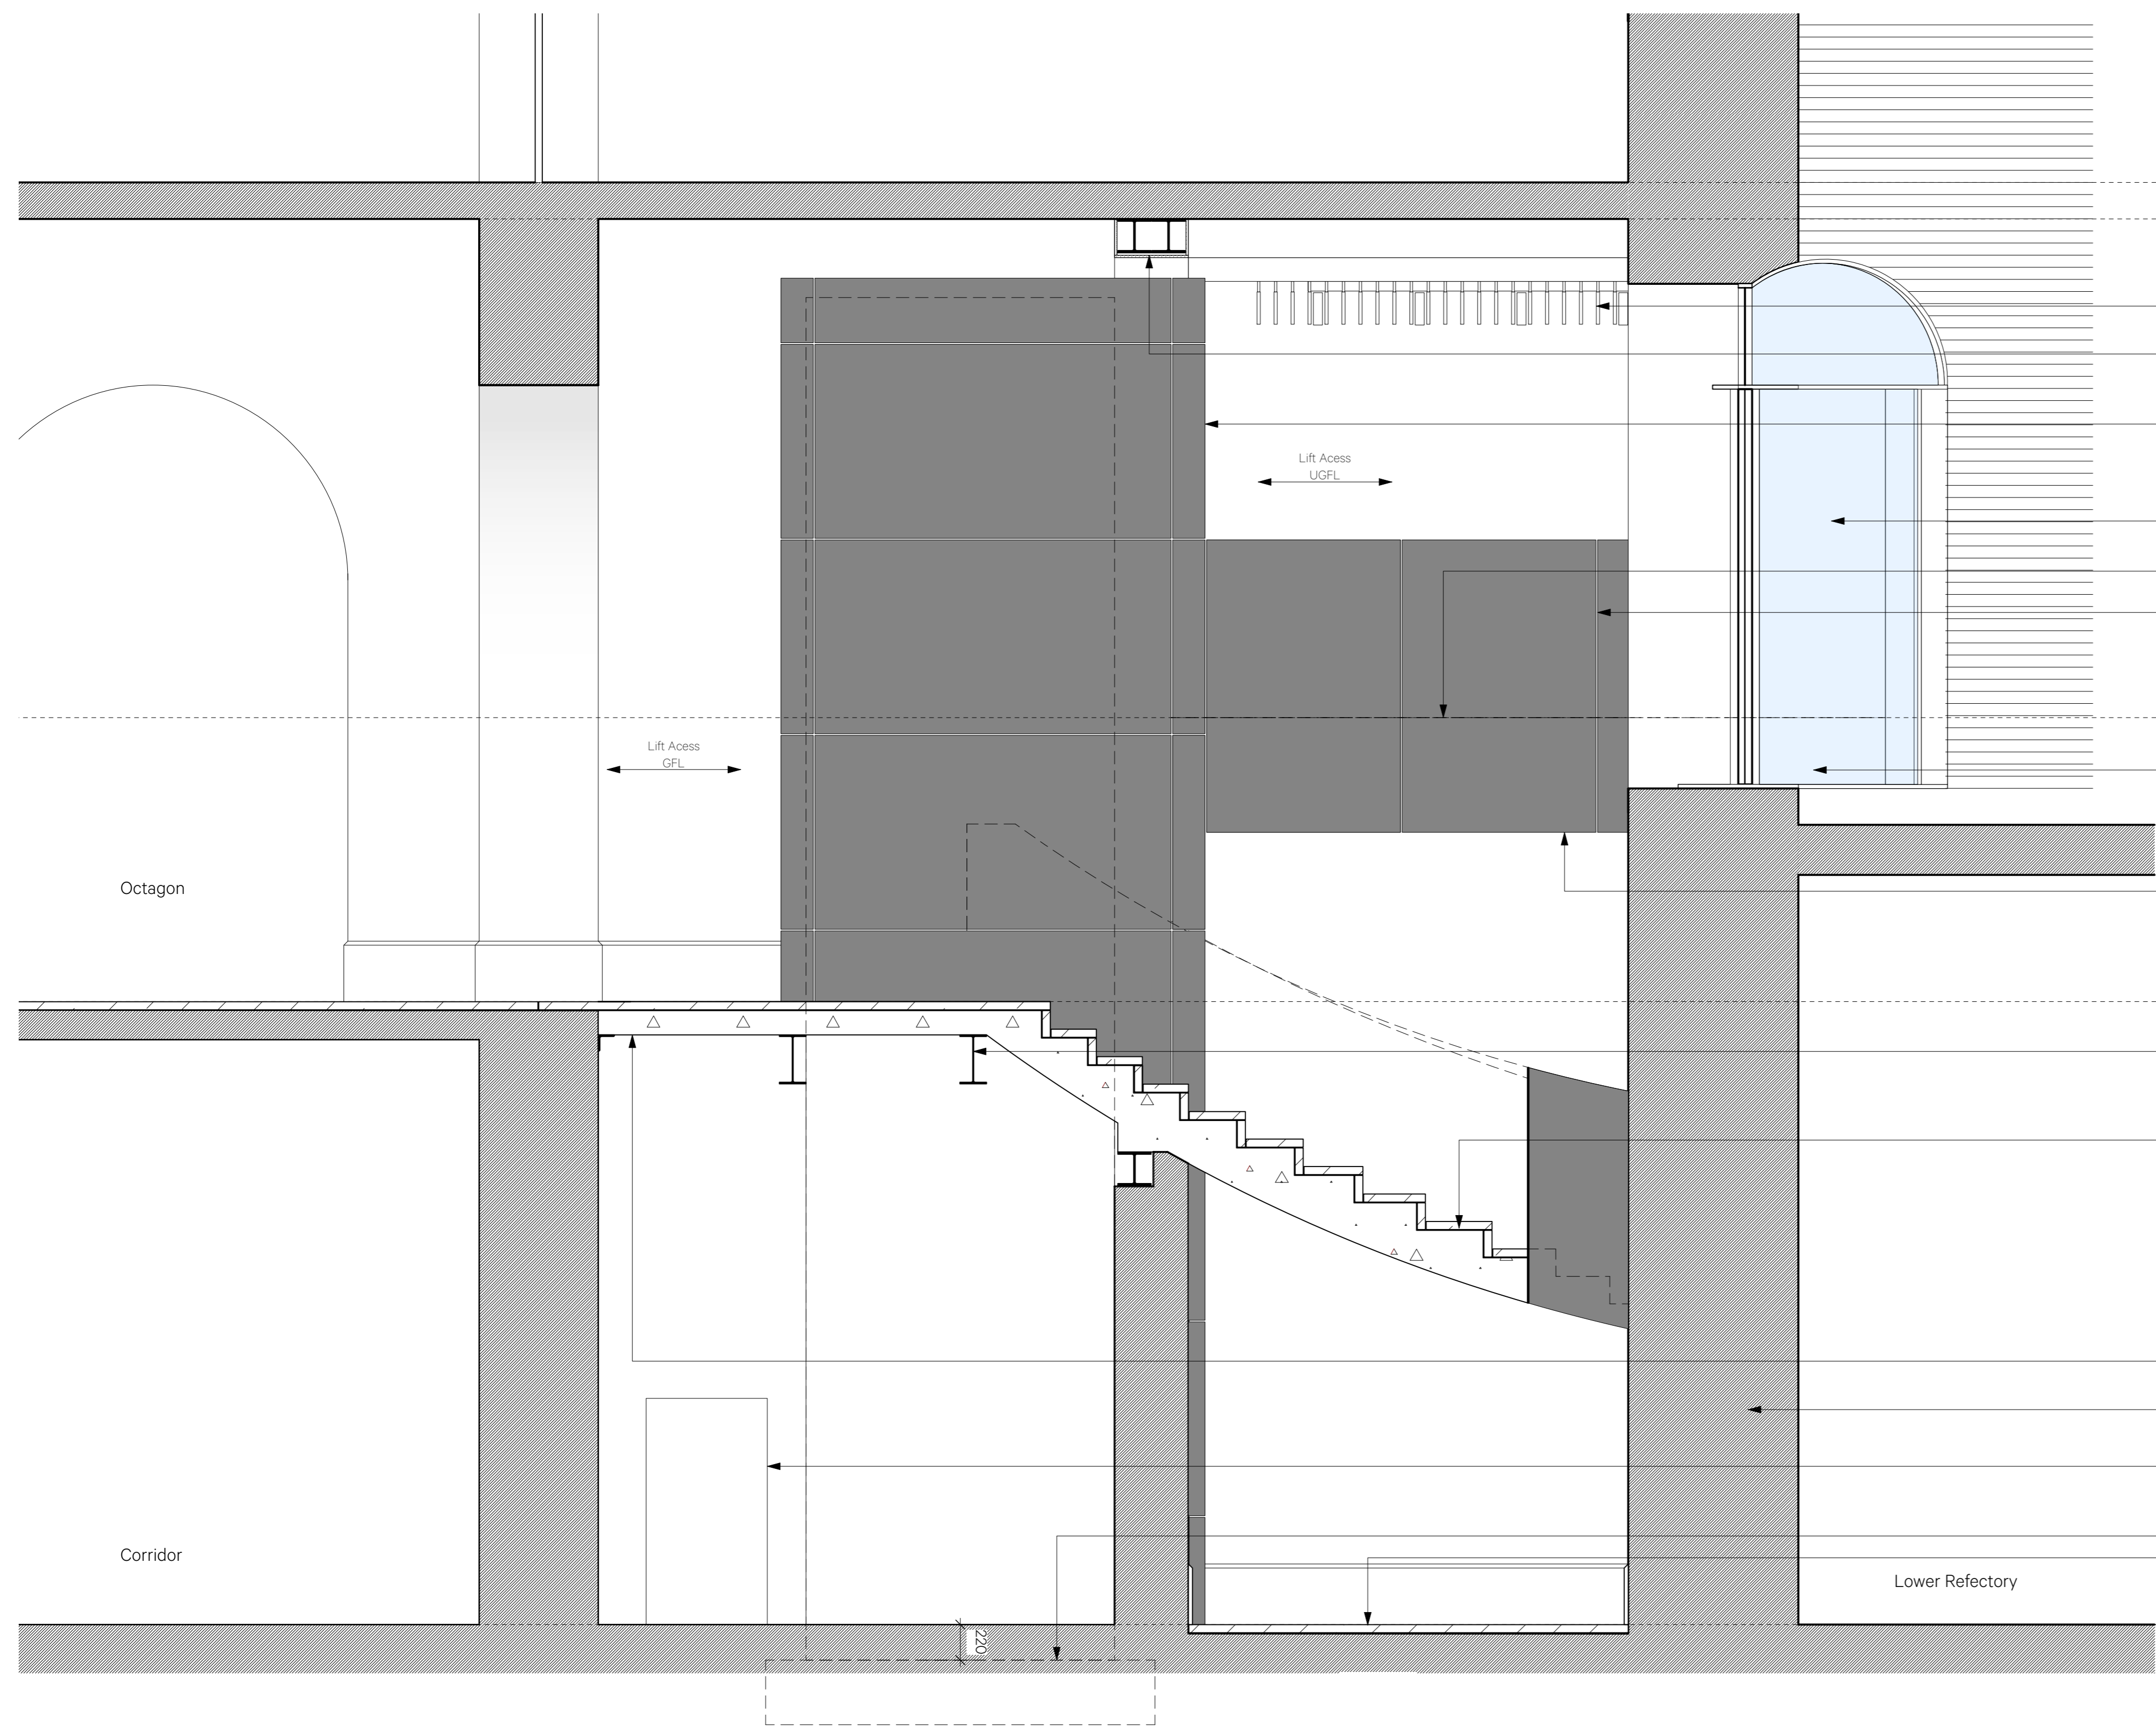 Lift Acess
UGFL
Lift Acess
GFL
Octagon
Corridor
Lower Refectory
220